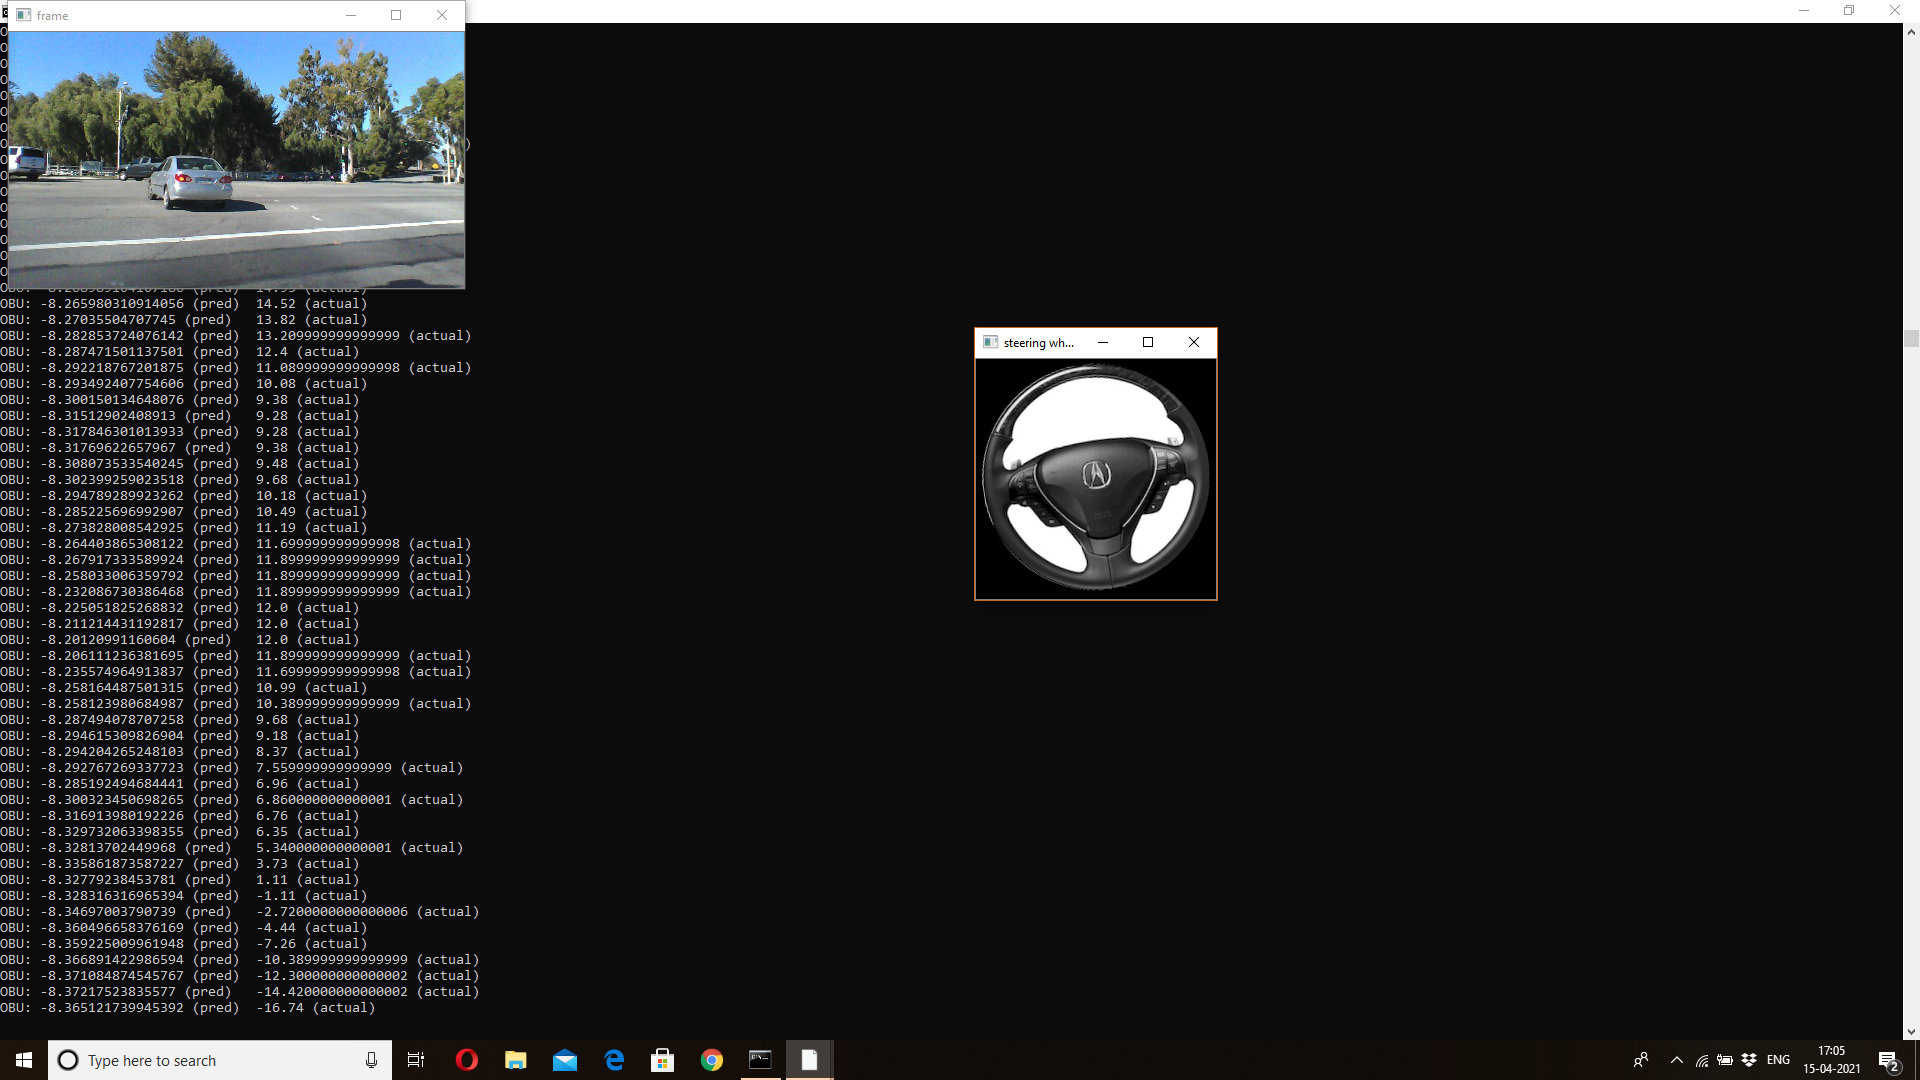 frame
steering wh...
OBU: -8.265980310914056 (pred)  14.52 (actual)
OBU: -8.27035504707745 (pred)   13.82 (actual)
OBU: -8.282853724076142 (pred)  13.209999999999999 (actual)
OBU: -8.287471501137501 (pred)  12.4 (actual)
OBU: -8.292218767201875 (pred)  11.089999999999998 (actual)
OBU: -8.293492407754606 (pred)  10.08 (actual)
OBU: -8.300150134648076 (pred)  9.38 (actual)
OBU: -8.31512902408913 (pred)   9.28 (actual)
OBU: -8.317846301013933 (pred)  9.28 (actual)
OBU: -8.31769622657967 (pred)   9.38 (actual)
OBU: -8.308073533540245 (pred)  9.48 (actual)
OBU: -8.302399259023518 (pred)  9.68 (actual)
OBU: -8.294789289923262 (pred)  10.18 (actual)
OBU: -8.285225696992907 (pred)  10.49 (actual)
OBU: -8.273828008542925 (pred)  11.19 (actual)
OBU: -8.264403865308122 (pred)  11.699999999999998 (actual)
OBU: -8.267917333589924 (pred)  11.899999999999999 (actual)
OBU: -8.258033006359792 (pred)  11.899999999999999 (actual)
OBU: -8.232086730386468 (pred)  11.899999999999999 (actual)
OBU: -8.225051825268832 (pred)  12.0 (actual)
OBU: -8.211214431192817 (pred)  12.0 (actual)
OBU: -8.20120991160604 (pred)   12.0 (actual)
OBU: -8.206111236381695 (pred)  11.899999999999999 (actual)
OBU: -8.235574964913837 (pred)  11.699999999999998 (actual)
OBU: -8.258164487501315 (pred)  10.99 (actual)
OBU: -8.258123980684987 (pred)  10.389999999999999 (actual)
OBU: -8.287494078707258 (pred)  9.68 (actual)
OBU: -8.294615309826904 (pred)  9.18 (actual)
OBU: -8.294204265248103 (pred)  8.37 (actual)
OBU: -8.292767269337723 (pred)  7.559999999999999 (actual)
OBU: -8.285192494684441 (pred)  6.96 (actual)
OBU: -8.300323450698265 (pred)  6.860000000000001 (actual)
OBU: -8.316913980192226 (pred)  6.76 (actual)
OBU: -8.329732063398355 (pred)  6.35 (actual)
OBU: -8.32813702449968 (pred)   5.340000000000001 (actual)
OBU: -8.335861873587227 (pred)  3.73 (actual)
OBU: -8.32779238453781 (pred)   1.11 (actual)
OBU: -8.328316316965394 (pred)  -1.11 (actual)
OBU: -8.34697003790739 (pred)   -2.7200000000000006 (actual)
OBU: -8.360496658376169 (pred)  -4.44 (actual)
OBU: -8.359225009961948 (pred)  -7.26 (actual)
OBU: -8.366891422986594 (pred)  -10.389999999999999 (actual)
OBU: -8.371084874545767 (pred)  -12.300000000000002 (actual)
OBU: -8.37217523835577 (pred)   -14.420000000000002 (actual)
OBU: -8.365121739945392 (pred)  -16.74 (actual)
Type here to search
ENG
17:05
15-04-2021
2